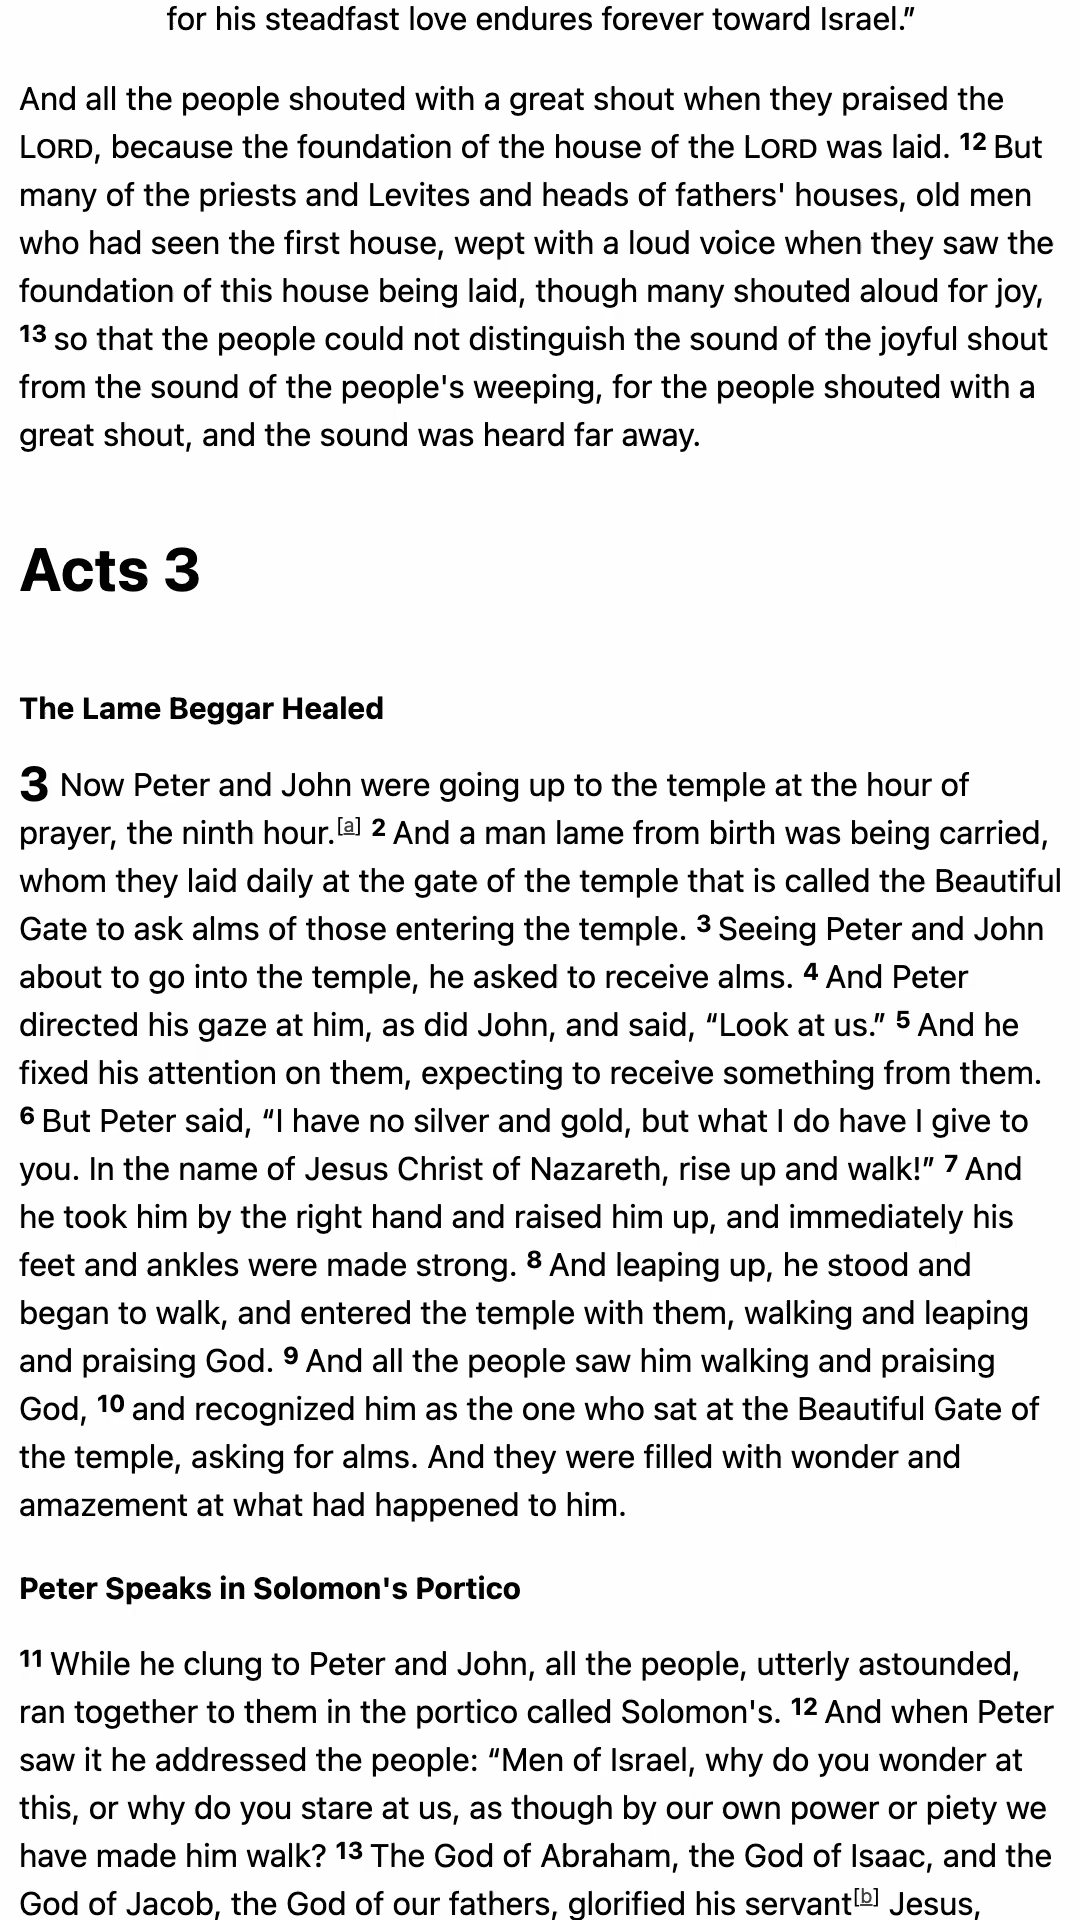 for his steadfast love endures forever toward Israel.”
And all the people shouted with a great shout when they praised the
LORD, because the foundation of the house of the LORD was laid. 12 But
many of the priests and Levites and heads of fathers' houses, old men
who had seen the first house, wept with a loud voice when they saw the
foundation of this house being laid, though many shouted aloud for joy,
13 so that the people could not distinguish the sound of the joyful shout
from the sound of the people's weeping, for the people shouted with a
great shout, and the sound was heard far away.
Acts 3
The Lame Beggar Healed
3 Now Peter and John were going up to the temple at the hour of
prayer, the ninth hour.[a] 2 And a man lame from birth was being carried,
whom they laid daily at the gate of the temple that is called the Beautiful
Gate to ask alms of those entering the temple. 3 Seeing Peter and John
about to go into the temple, he asked to receive alms. 4 And Peter
directed his gaze at him, as did John, and said, “Look at us.” 5 And he
fixed his attention on them, expecting to receive something from them.
6 But Peter said, “I have no silver and gold, but what I do have I give to
you. In the name of Jesus Christ of Nazareth, rise up and walk!” 7 And
he took him by the right hand and raised him up, and immediately his
feet and ankles were made strong. 8 And leaping up, he stood and
began to walk, and entered the temple with them, walking and leaping
and praising God. 9 And all the people saw him walking and praising
God, 10 and recognized him as the one who sat at the Beautiful Gate of
the temple, asking for alms. And they were filled with wonder and
amazement at what had happened to him.
Peter Speaks in Solomon's Portico
11 While he clung to Peter and John, all the people, utterly astounded,
ran together to them in the portico called Solomon's. 12 And when Peter
saw it he addressed the people: “Men of Israel, why do you wonder at
this, or why do you stare at us, as though by our own power or piety we
have made him walk? 13 The God of Abraham, the God of Isaac, and the
God of Jacob, the God of our fathers, glorified his servant[b] Jesus,